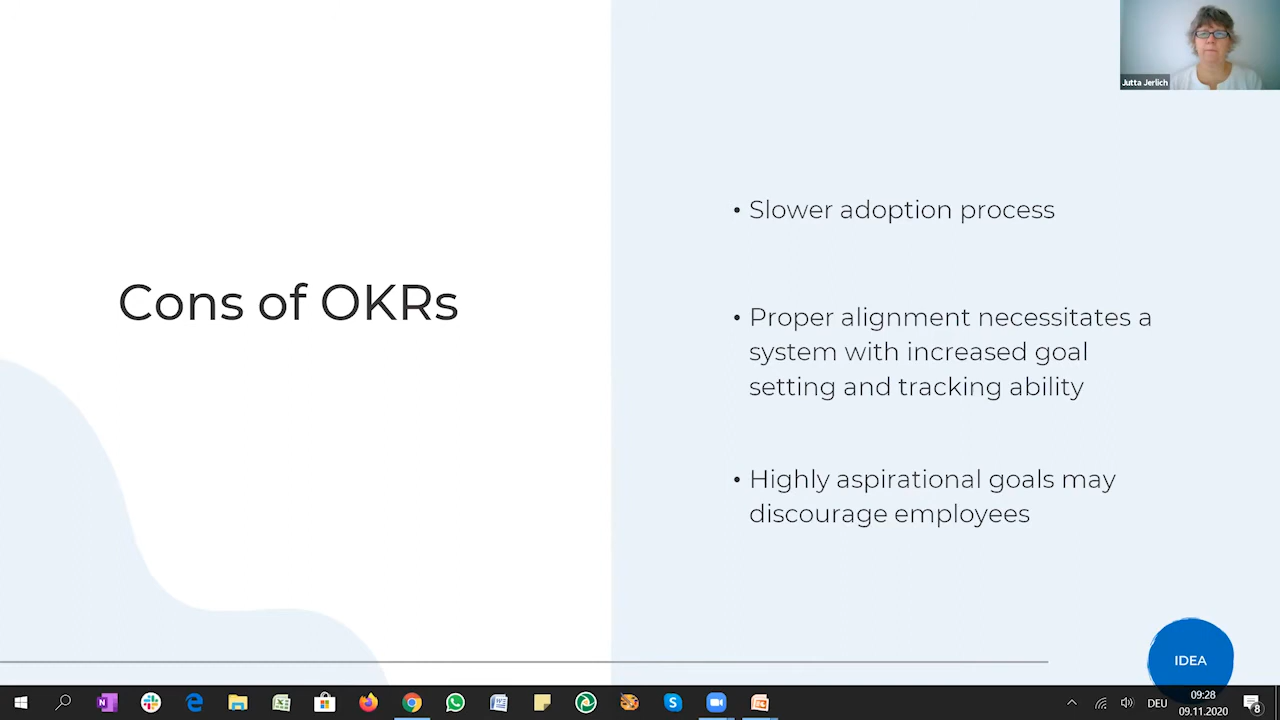 Jutta Jerlich
• Slower adoption process
Cons of OKRs
• Proper alignment necessitates a
system with increased goal
setting and tracking ability
• Highly aspirational goals may
discourage employees
IDEA
N
DEU
09:28
09.11.2020
8